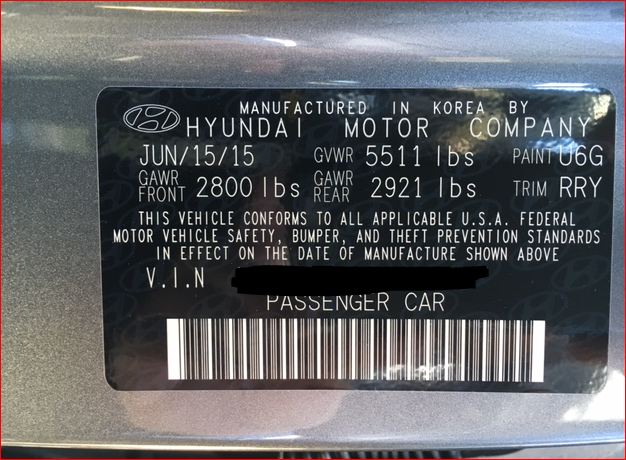 MANUFACTURED IN KOREA BY
HYUNDAI MOTOR COMPANY
JUN/15/15 GVWR 5511 lbs PAINT U6G
GAWR FRONT 2800 lbs GAWR REAR 2921 lbs TRIM RRY
THIS VEHICLE CONFORMS TO ALL APPLICABLE U.S.A. FEDERAL
MOTOR VEHICLE SAFETY, BUMPER, AND THEFT PREVENTION STANDARDS
IN EFFECT ON THE DATE OF MANUFACTURE SHOWN ABOVE
V.I.N
PASSENGER CAR